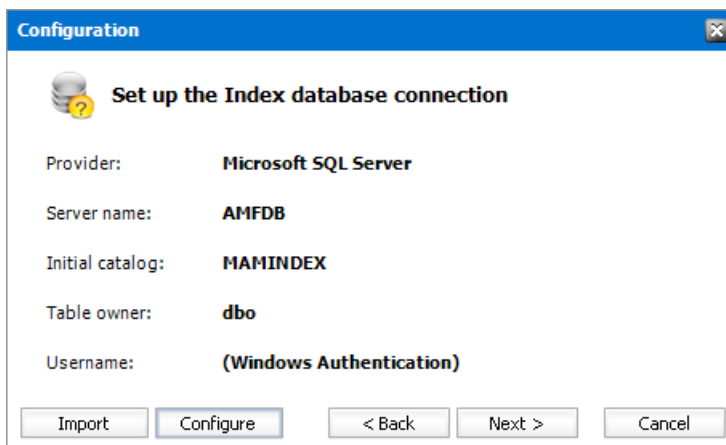 Configuration
Set up the Index database connection
Provider: Microsoft SQL Server
Server name: AMFDB
Initial catalog: MAMINDEX
Table owner: dbo
Username: (Windows Authentication)
Import Configure < Back Next > Cancel